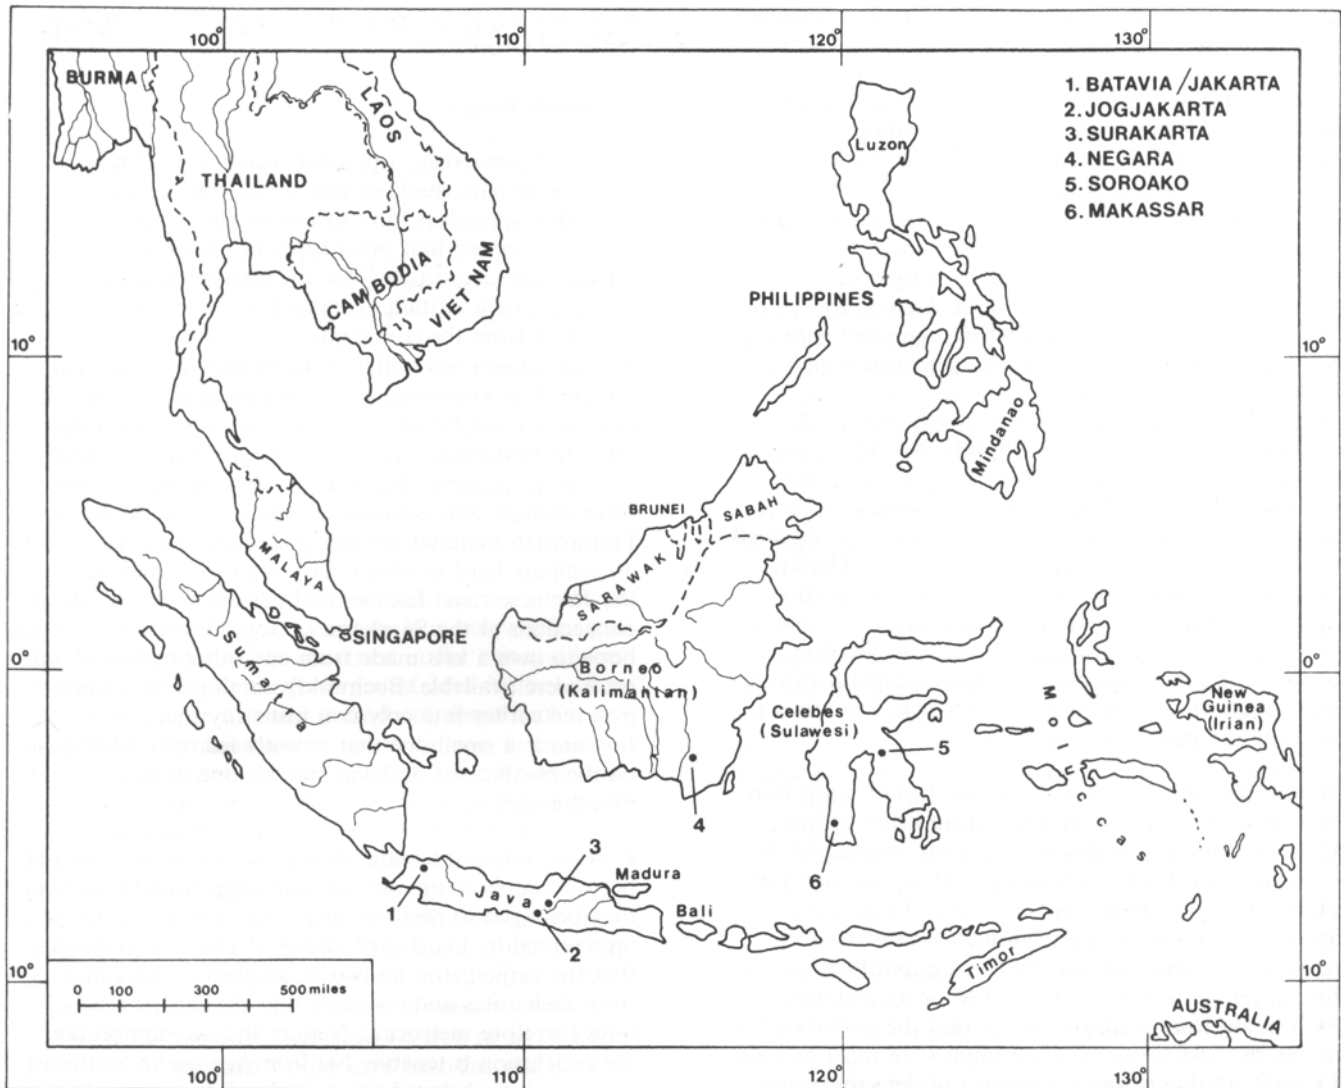 100°
110°
120°
130°
BURMA
LAOS
THAILAND
CAMBODIA
VIET NAM
1. BATAVIA/JAKARTA
2. JOGJAKARTA
3. SURAKARTA
4. NEGARA
5. SOROAKO
6. MAKASSAR
Luzon
PHILIPPINES
10°
10°
Mindanao
BRUNEI
SABAH
SARAWAK
MALAYA
SINGAPORE
Sumatra
0°
0°
Borneo
(Kalimantan)
Celebes
(Sulawesi)
Moluccas
New
Guinea
(Irian)
5
4
6
3
1
2
Java
Madura
Bali
Timor
10°
10°
0 100 300 500 miles
AUSTRALIA
100°
110°
120°
130°